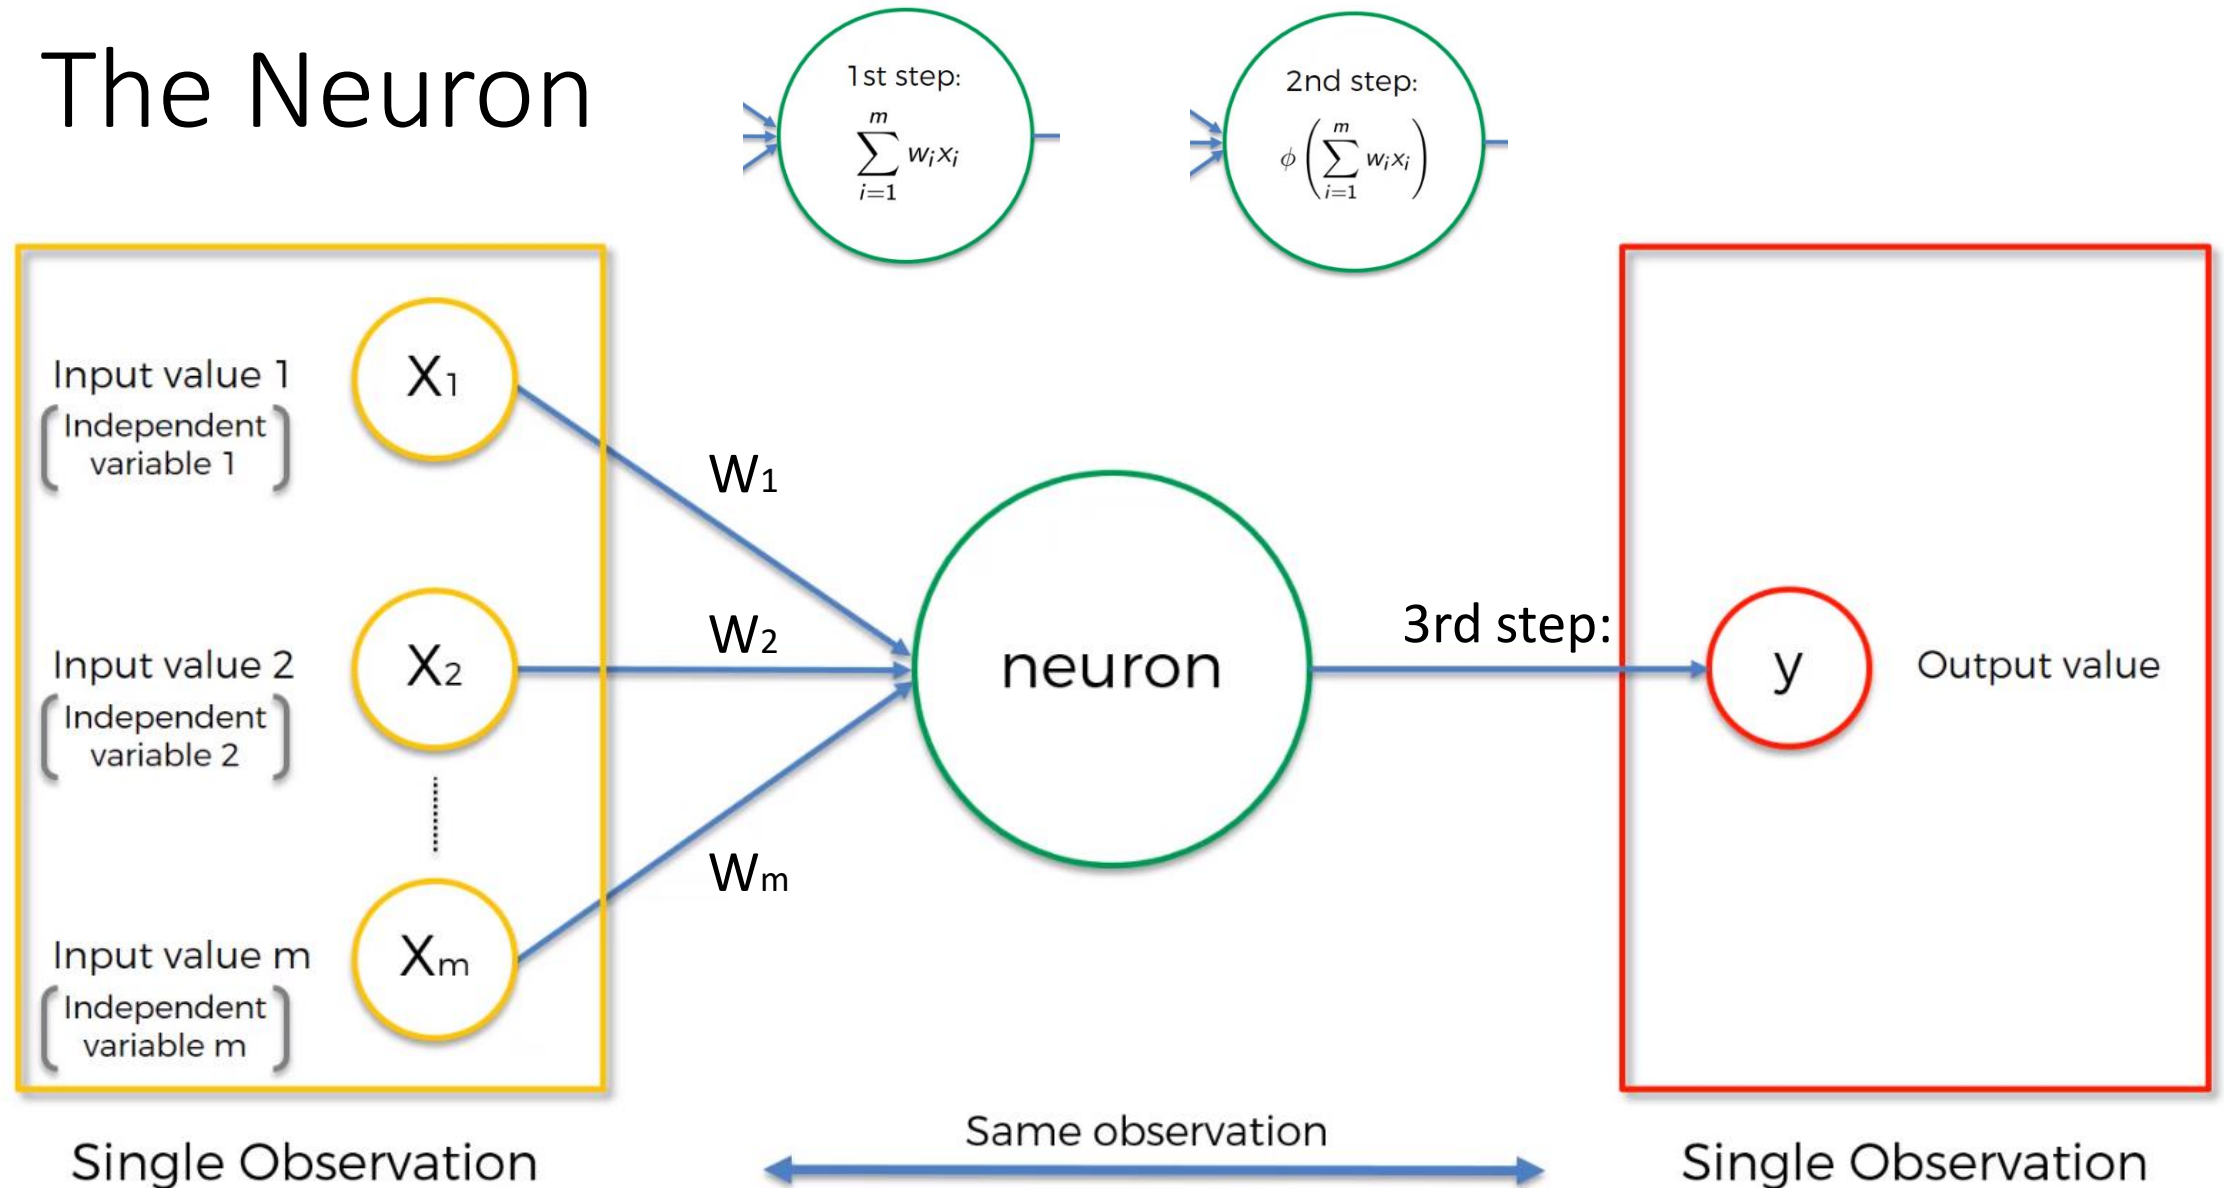 The Neuron
1st step:
m
∑ wᵢxᵢ
i=1
2nd step:
m
ϕ (∑ wᵢxᵢ)
i=1
Input value 1
Independent
variable 1
X₁
W₁
Input value 2
Independent
variable 2
X₂
W₂
neuron
3rd step:
y
Output value
Input value m
Independent
variable m
Xₘ
Wₘ
Single Observation
Same observation
Single Observation